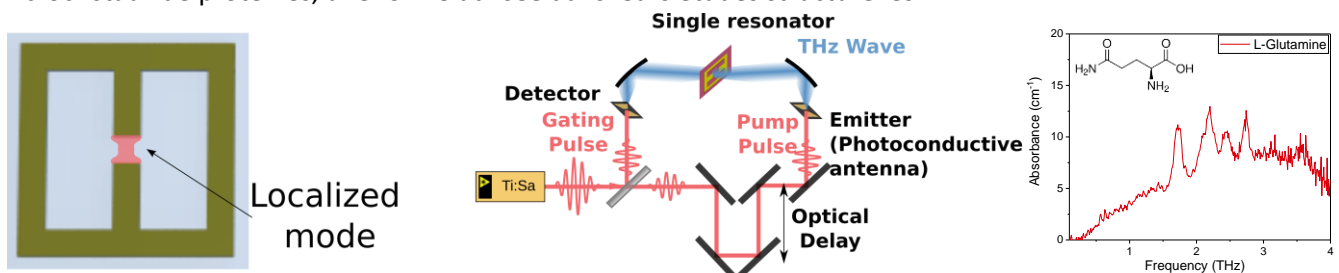 Localized
mode
Single resonator
THz Wave
Detector
Gating
Pulse
Pump
Pulse
Emitter
(Photoconductive
antenna)
Ti:Sa
Optical
Delay
L-Glutamine
O
O
H₂N
OH
NH₂
Absorbance (cm⁻¹)
20
15
10
5
0
1
2
3
4
Frequency (THz)